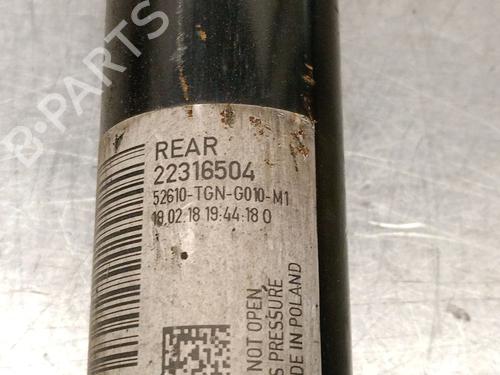 B-PARTS
REAR
22316504
52610-TGN-G010-M1
18.02.18 19:44:18 0
NOT OPEN
S PRESSURE
DE IN POLAND